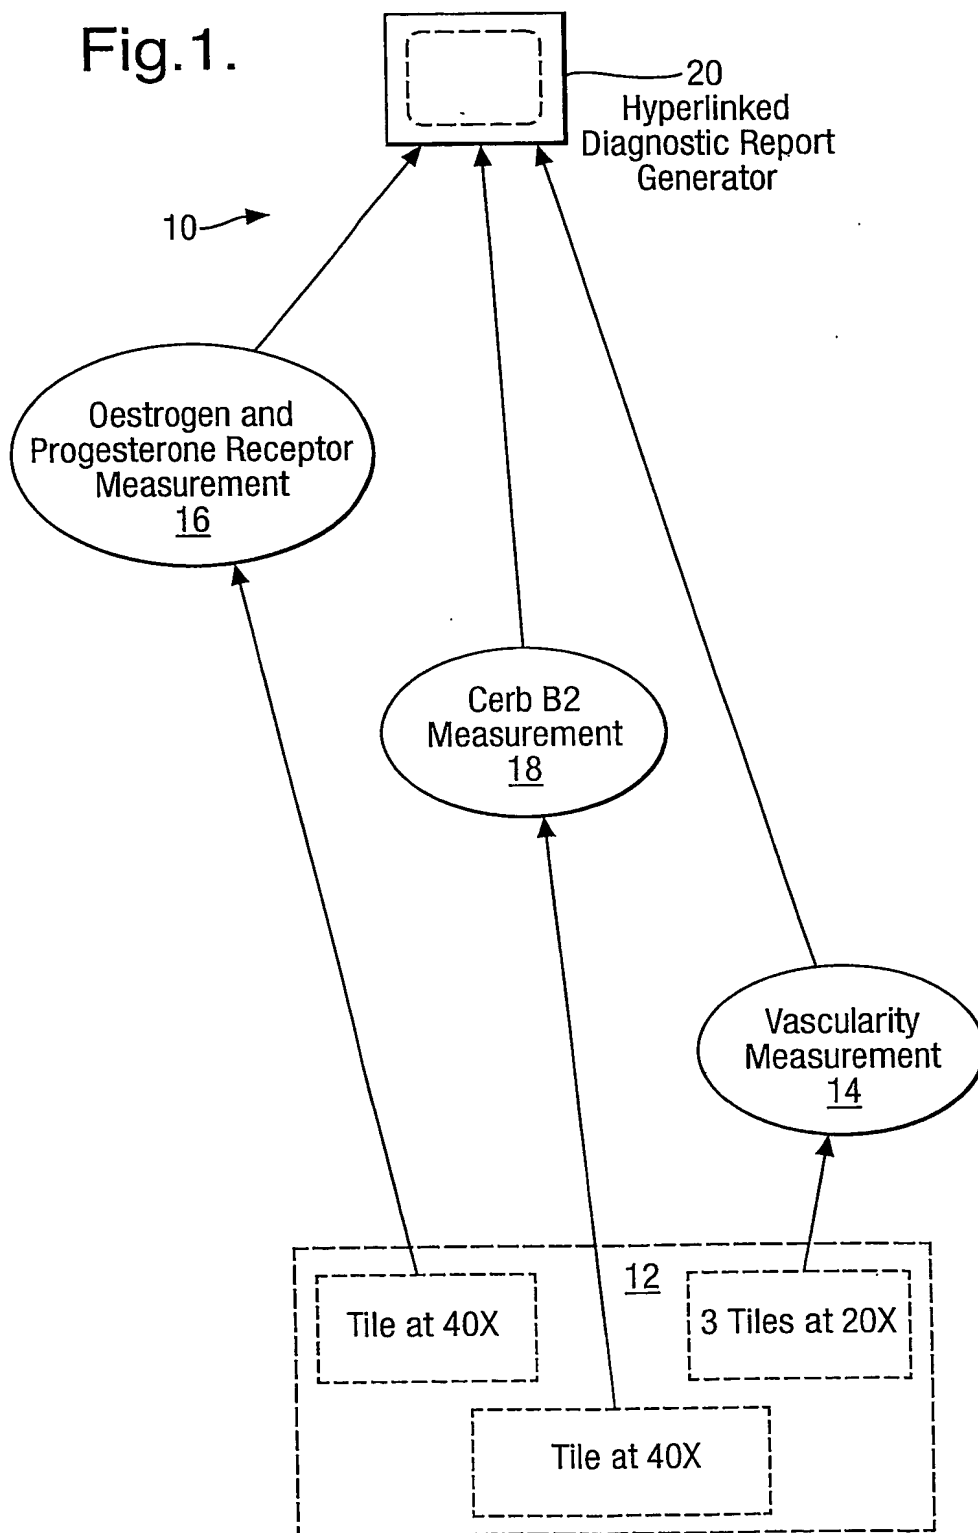 Fig.1.
20
Hyperlinked
Diagnostic Report
Generator
10
Oestrogen and
Progesterone Receptor
Measurement
16
Cerb B2
Measurement
18
Vascularity
Measurement
14
12
Tile at 40X
3 Tiles at 20X
Tile at 40X